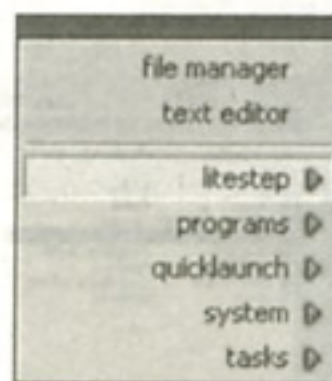 file manager
text editor
litestep
programs
quicklaunch
system
tasks